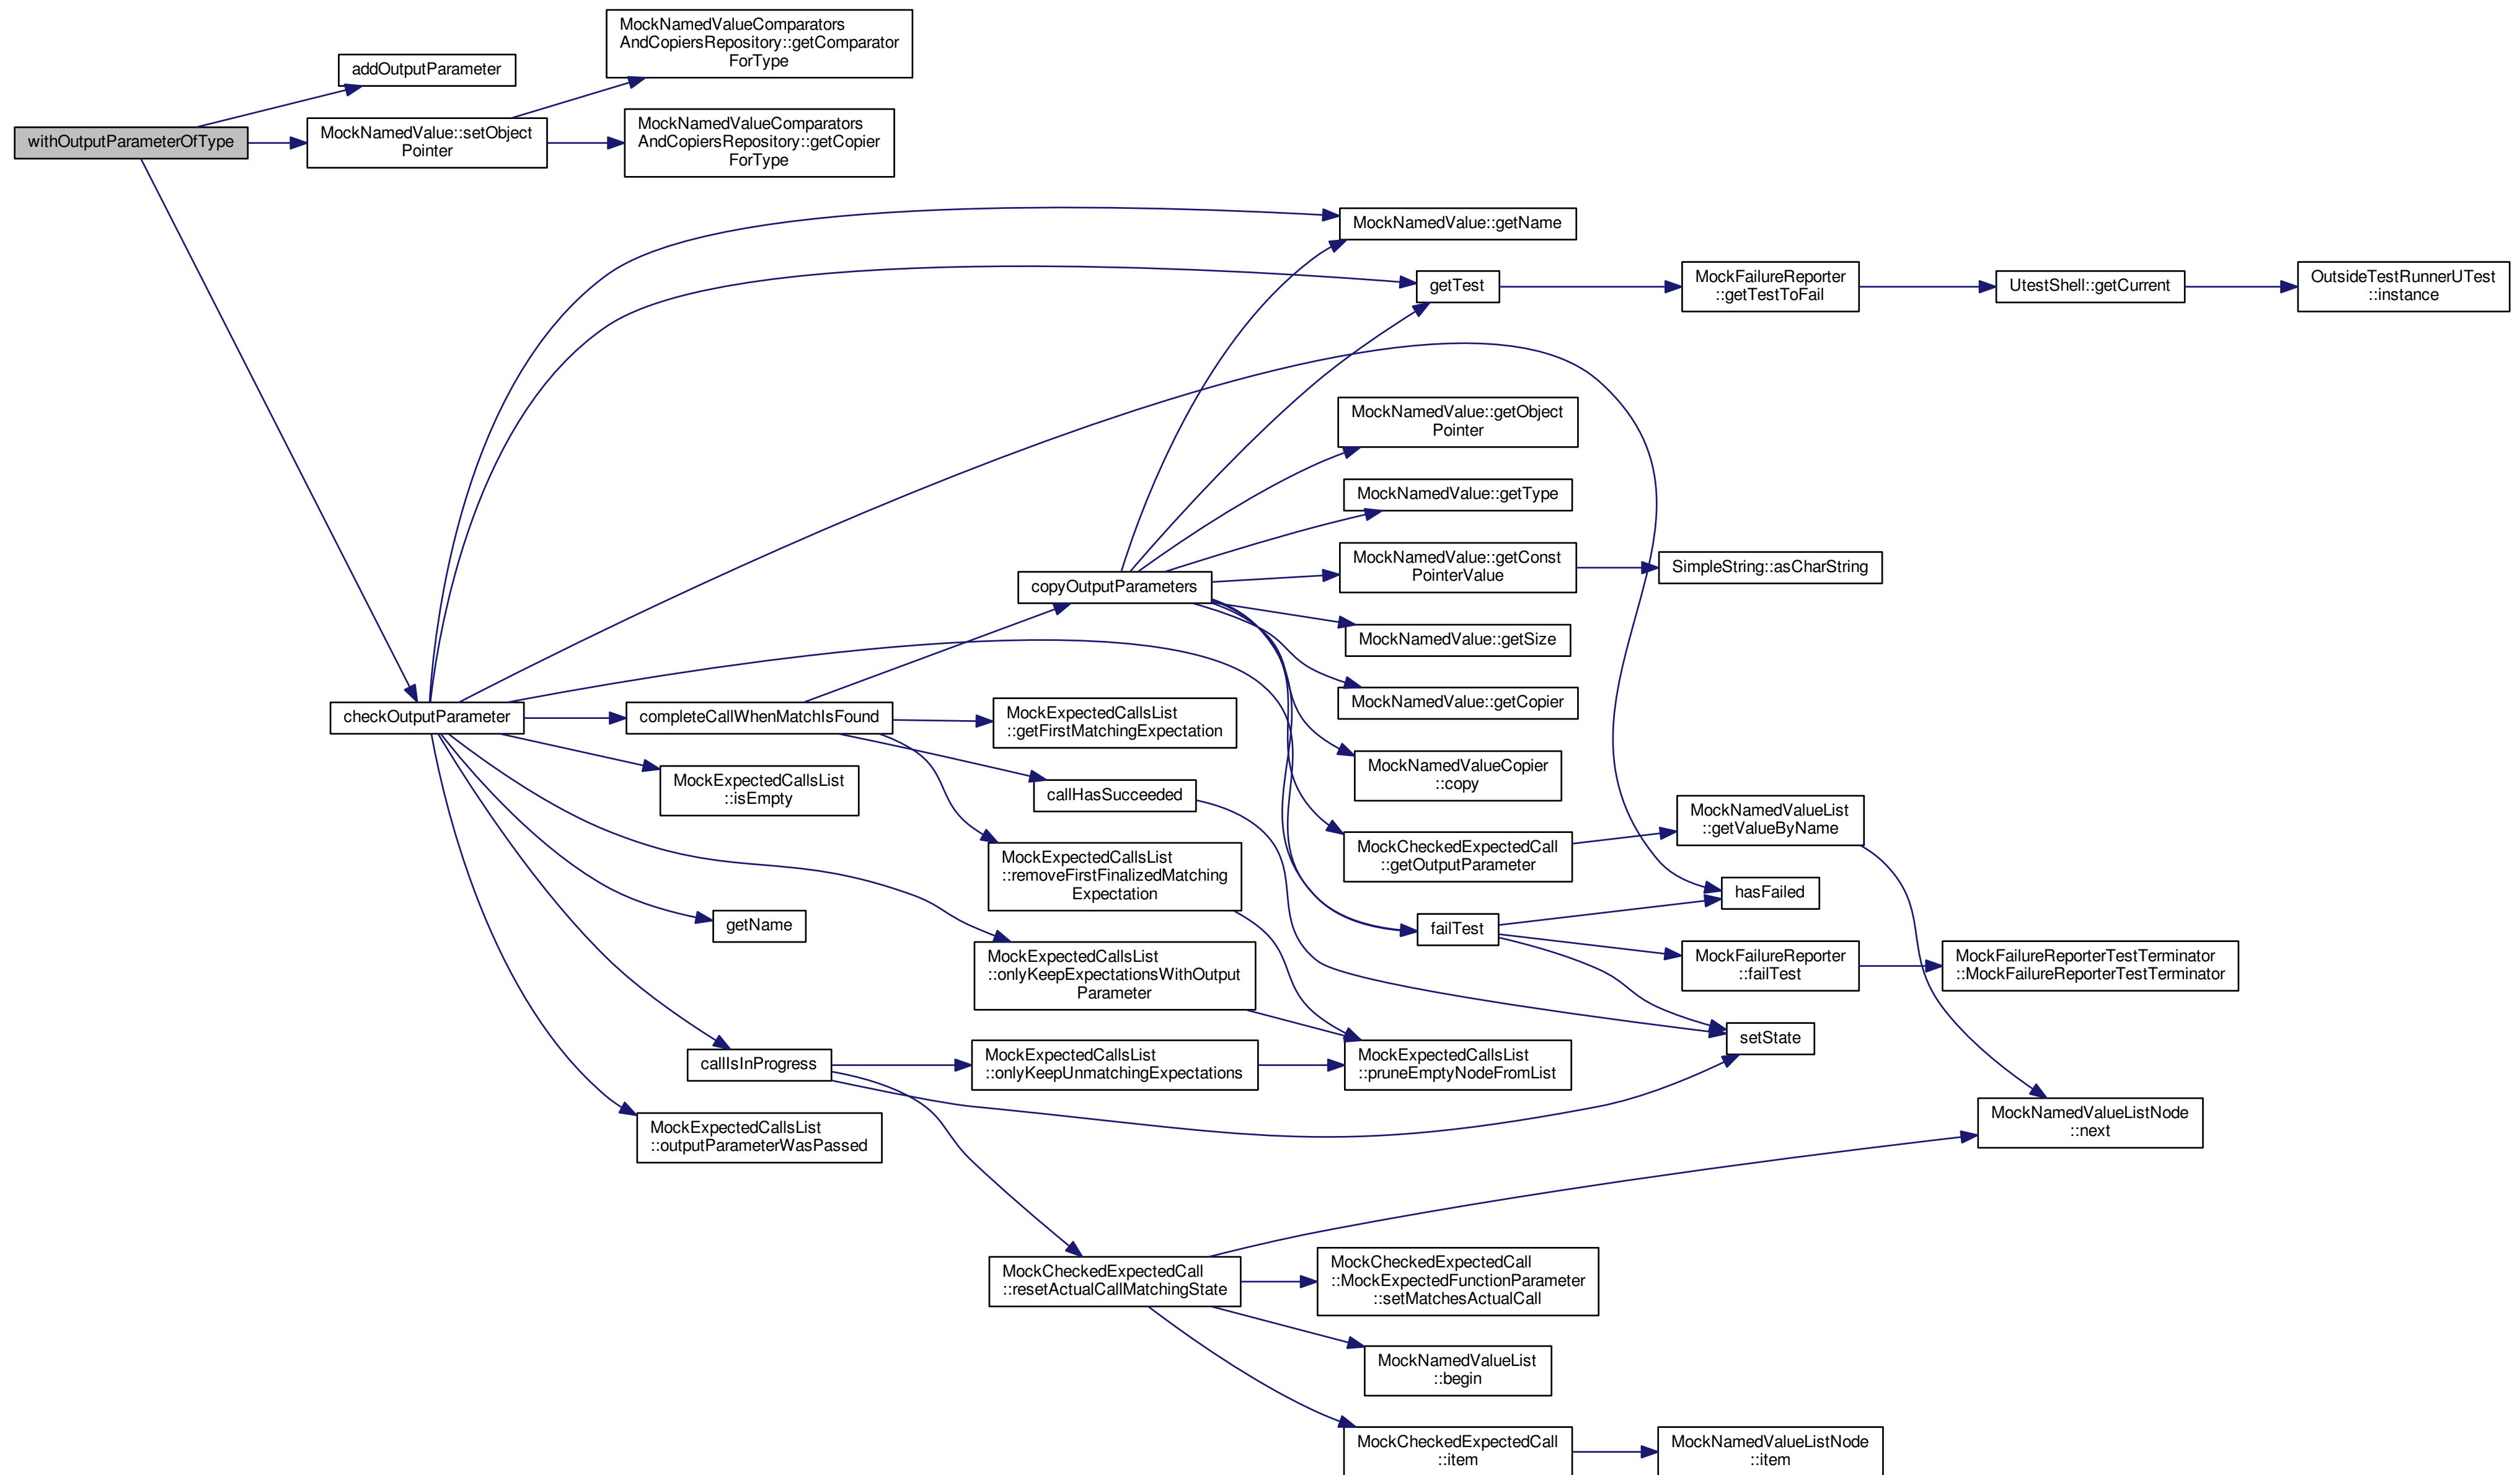 withOutputParameterOfType
addOutputParameter
MockNamedValue::setObject
Pointer
MockNamedValueComparators
AndCopiersRepository::getComparator
ForType
MockNamedValueComparators
AndCopiersRepository::getCopier
ForType
checkOutputParameter
MockNamedValue::getName
getTest
MockFailureReporter
::getTestToFail
UtestShell::getCurrent
OutsideTestRunnerUTest
::instance
MockNamedValue::getObject
Pointer
MockNamedValue::getType
copyOutputParameters
MockNamedValue::getConst
PointerValue
SimpleString::asCharString
MockNamedValue::getSize
MockNamedValue::getCopier
completeCallWhenMatchIsFound
MockExpectedCallsList
::getFirstMatchingExpectation
MockExpectedCallsList
::isEmpty
callHasSucceeded
MockNamedValueCopier
::copy
MockCheckedExpectedCall
::getOutputParameter
MockNamedValueList
::getValueByName
MockExpectedCallsList
::removeFirstFinalizedMatching
Expectation
hasFailed
getName
failTest
MockExpectedCallsList
::onlyKeepExpectationsWithOutput
Parameter
MockFailureReporter
::failTest
MockFailureReporterTestTerminator
::MockFailureReporterTestTerminator
setState
callIsInProgress
MockExpectedCallsList
::onlyKeepUnmatchingExpectations
MockExpectedCallsList
::pruneEmptyNodeFromList
MockExpectedCallsList
::outputParameterWasPassed
MockNamedValueListNode
::next
MockCheckedExpectedCall
::resetActualCallMatchingState
MockCheckedExpectedCall
::MockExpectedFunctionParameter
::setMatchesActualCall
MockNamedValueList
::begin
MockCheckedExpectedCall
::item
MockNamedValueListNode
::item